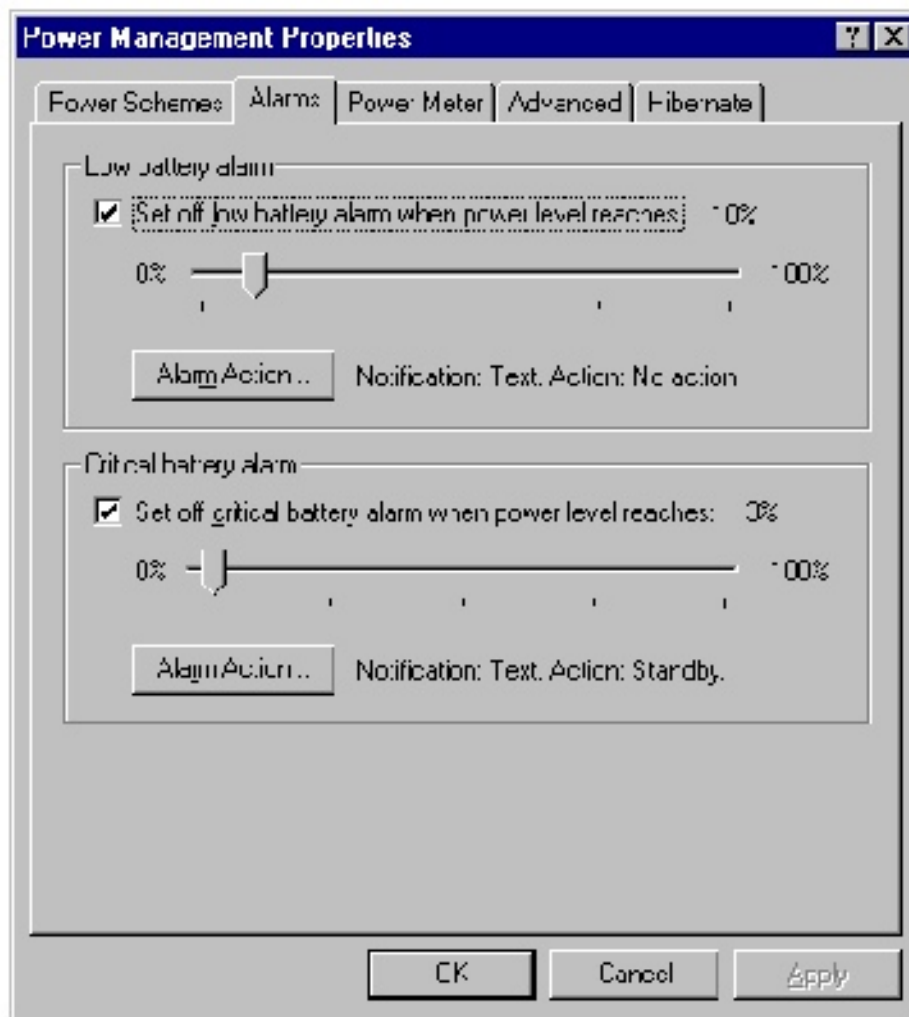 Power Management Properties
Power Schemes Alarms Power Meter Advanced Hibernate
Low battery alarm
Set off low battery alarm when power level reaches: 10%
0% 100%
Alarm Action... Notification: Text. Action: No action
Critical battery alarm
Set off critical battery alarm when power level reaches:
0% 100%
Alarm Action... Notification: Text. Action: Standby.
OK Cancel Apply